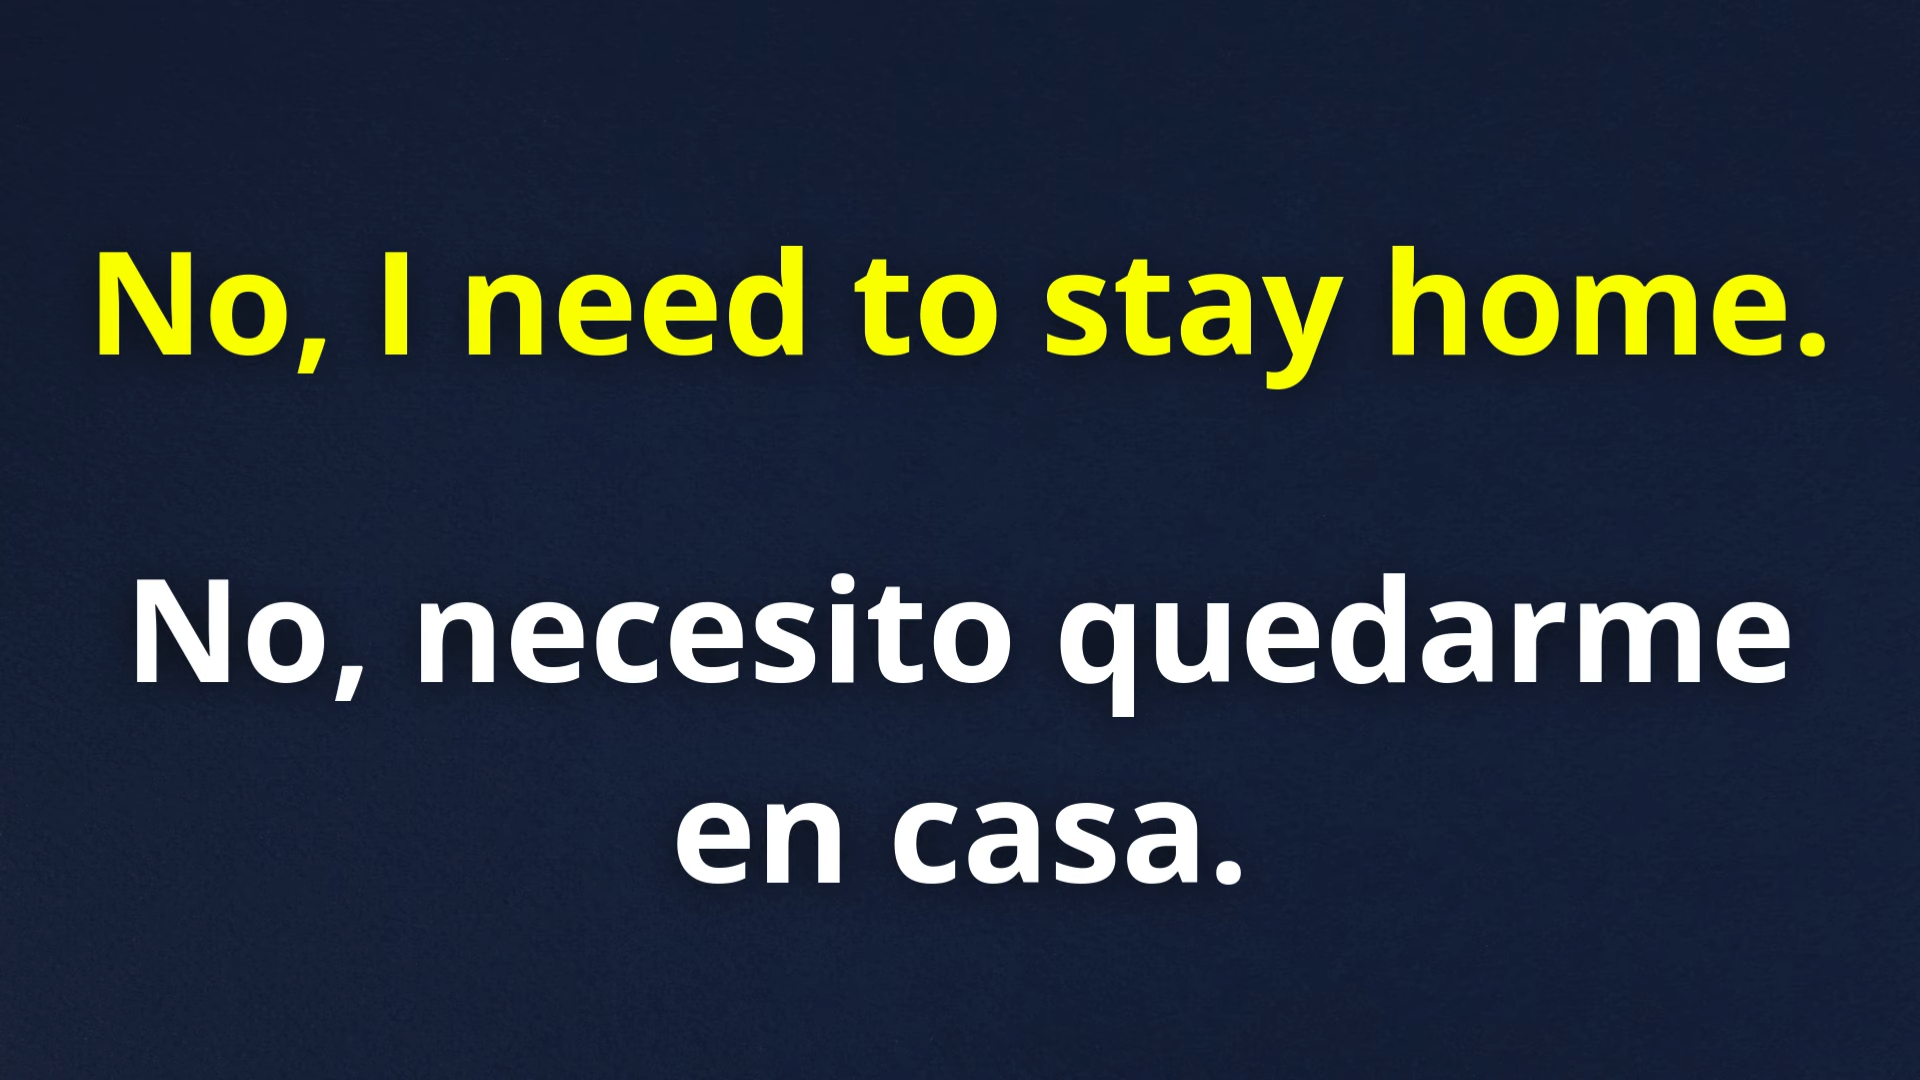 No, I need to stay home.
No, necesito quedarme
en casa.